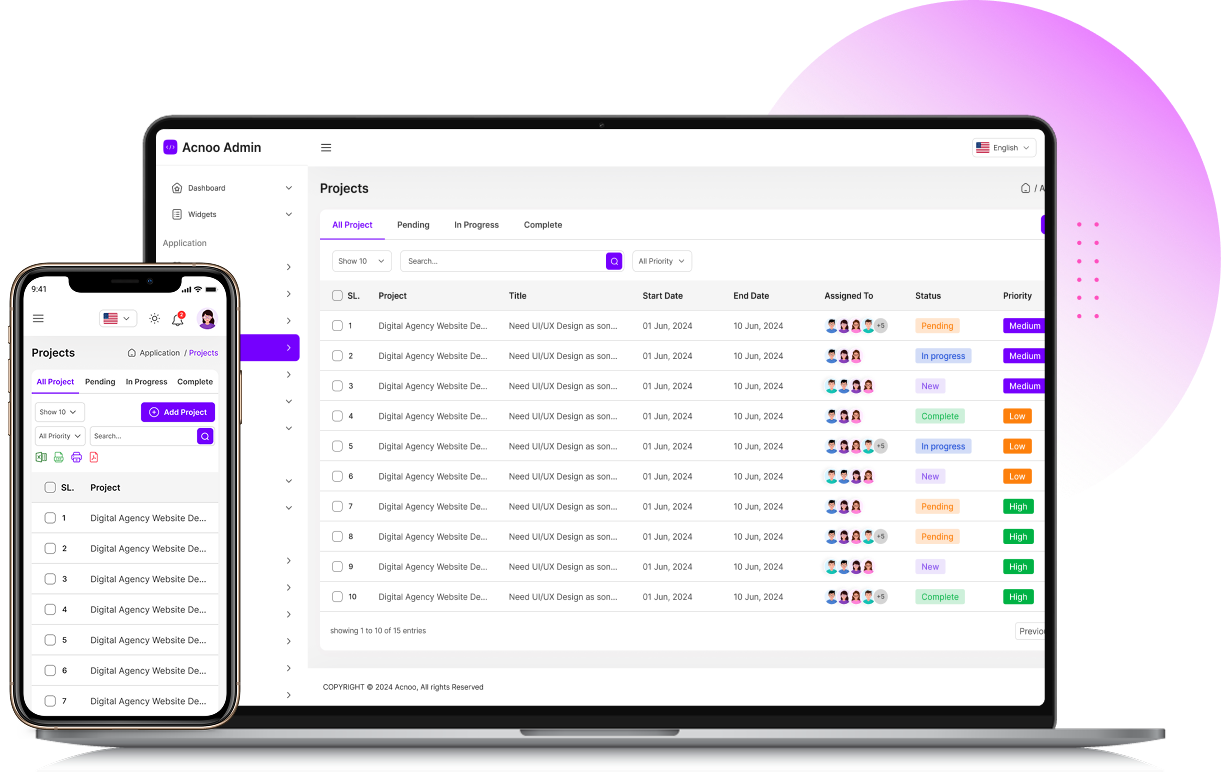 Acnoo Admin
English
Dashboard
Widgets
Application
Projects
/ A
All Project Pending In Progress Complete
Show 10 Search... All Priority
SL. Project Title Start Date End Date Assigned To Status Priority
1 Digital Agency Website De... Need UI/UX Design as son... 01 Jun, 2024 10 Jun, 2024 +5 Pending Medium
2 Digital Agency Website De... Need UI/UX Design as son... 01 Jun, 2024 10 Jun, 2024 In progress Medium
3 Digital Agency Website De... Need UI/UX Design as son... 01 Jun, 2024 10 Jun, 2024 New Medium
4 Digital Agency Website De... Need UI/UX Design as son... 01 Jun, 2024 10 Jun, 2024 Complete Low
5 Digital Agency Website De... Need UI/UX Design as son... 01 Jun, 2024 10 Jun, 2024 +5 In progress Low
6 Digital Agency Website De... Need UI/UX Design as son... 01 Jun, 2024 10 Jun, 2024 New Low
7 Digital Agency Website De... Need UI/UX Design as son... 01 Jun, 2024 10 Jun, 2024 Pending High
8 Digital Agency Website De... Need UI/UX Design as son... 01 Jun, 2024 10 Jun, 2024 +5 Pending High
9 Digital Agency Website De... Need UI/UX Design as son... 01 Jun, 2024 10 Jun, 2024 New High
10 Digital Agency Website De... Need UI/UX Design as son... 01 Jun, 2024 10 Jun, 2024 +5 Complete High
showing 1 to 10 of 15 entries
Previou
COPYRIGHT © 2024 Acnoo, All rights Reserved
9:41
2
Projects
Application / Projects
All Project Pending In Progress Complete
Show 10
Add Project
All Priority Search...
SL. Project
1 Digital Agency Website De...
2 Digital Agency Website De...
3 Digital Agency Website De...
4 Digital Agency Website De...
5 Digital Agency Website De...
6 Digital Agency Website De...
7 Digital Agency Website De...